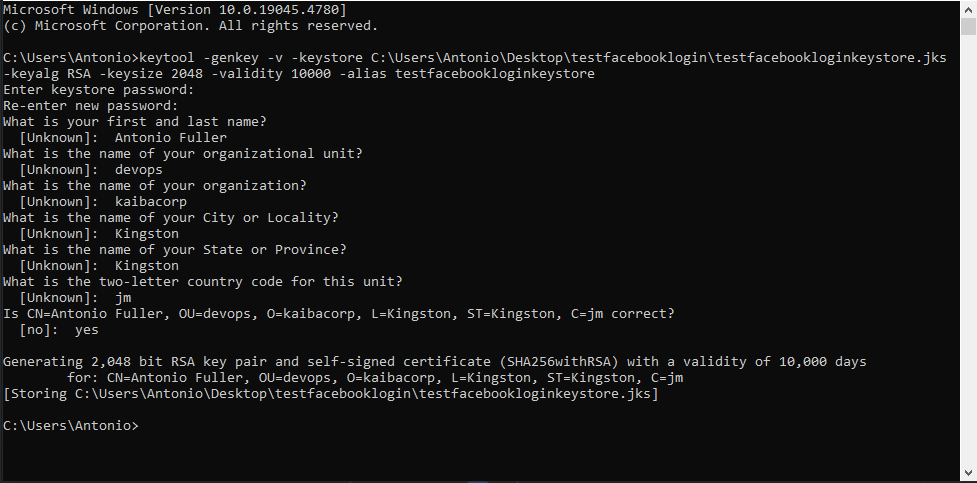 Microsoft Windows [Version 10.0.19045.4780]
(c) Microsoft Corporation. All rights reserved.
C:\Users\Antonio>keytool -genkey -v -keystore C:\Users\Antonio\Desktop\testfacebooklogin\testfacebookloginkeystore.jks
-keyalg RSA -keysize 2048 -validity 10000 -alias testfacebookloginkeystore
Enter keystore password:
Re-enter new password:
What is your first and last name?
  [Unknown]:  Antonio Fuller
What is the name of your organizational unit?
  [Unknown]:  devops
What is the name of your organization?
  [Unknown]:  kaibacorp
What is the name of your City or Locality?
  [Unknown]:  Kingston
What is the name of your State or Province?
  [Unknown]:  Kingston
What is the two-letter country code for this unit?
  [Unknown]:  jm
Is CN=Antonio Fuller, OU=devops, O=kaibacorp, L=Kingston, ST=Kingston, C=jm correct?
  [no]:  yes
Generating 2,048 bit RSA key pair and self-signed certificate (SHA256withRSA) with a validity of 10,000 days
        for: CN=Antonio Fuller, OU=devops, O=kaibacorp, L=Kingston, ST=Kingston, C=jm
[Storing C:\Users\Antonio\Desktop\testfacebooklogin\testfacebookloginkeystore.jks]
C:\Users\Antonio>